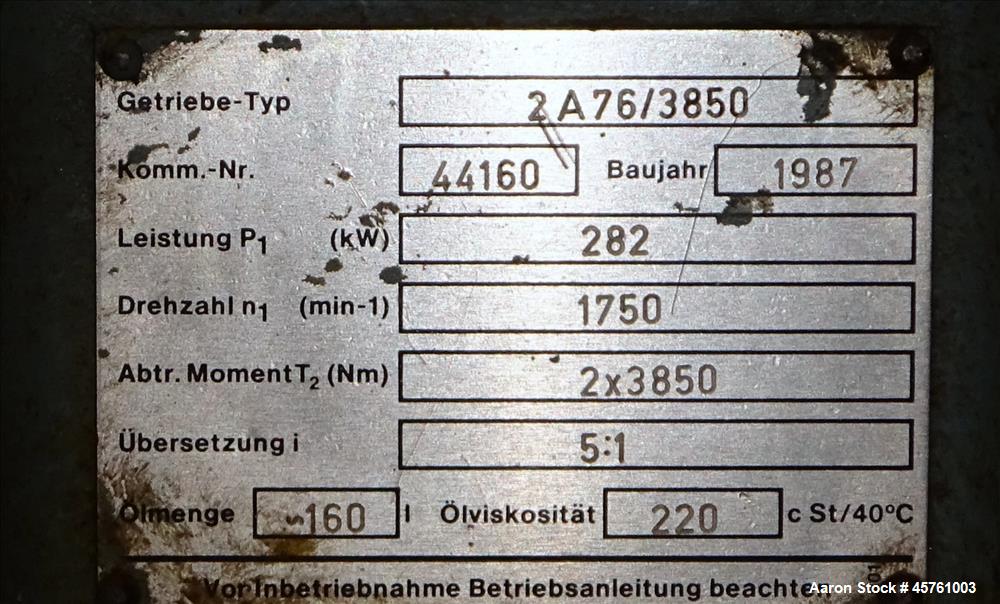 Getriebe-Typ 2 A 76/3850
Komm.-Nr. 44160 Baujahr 1987
Leistung P1 (kW) 282
Drehzahl n1 (min-1) 1750
Abtr. Moment T2 (Nm) 2x3850
Übersetzung i 5:1
Ölmenge ~160 l Ölviskosität 220 c St/40°C
Vor Inbetriebnahme Betriebsanleitung beachten
Aaron Stock # 45761003